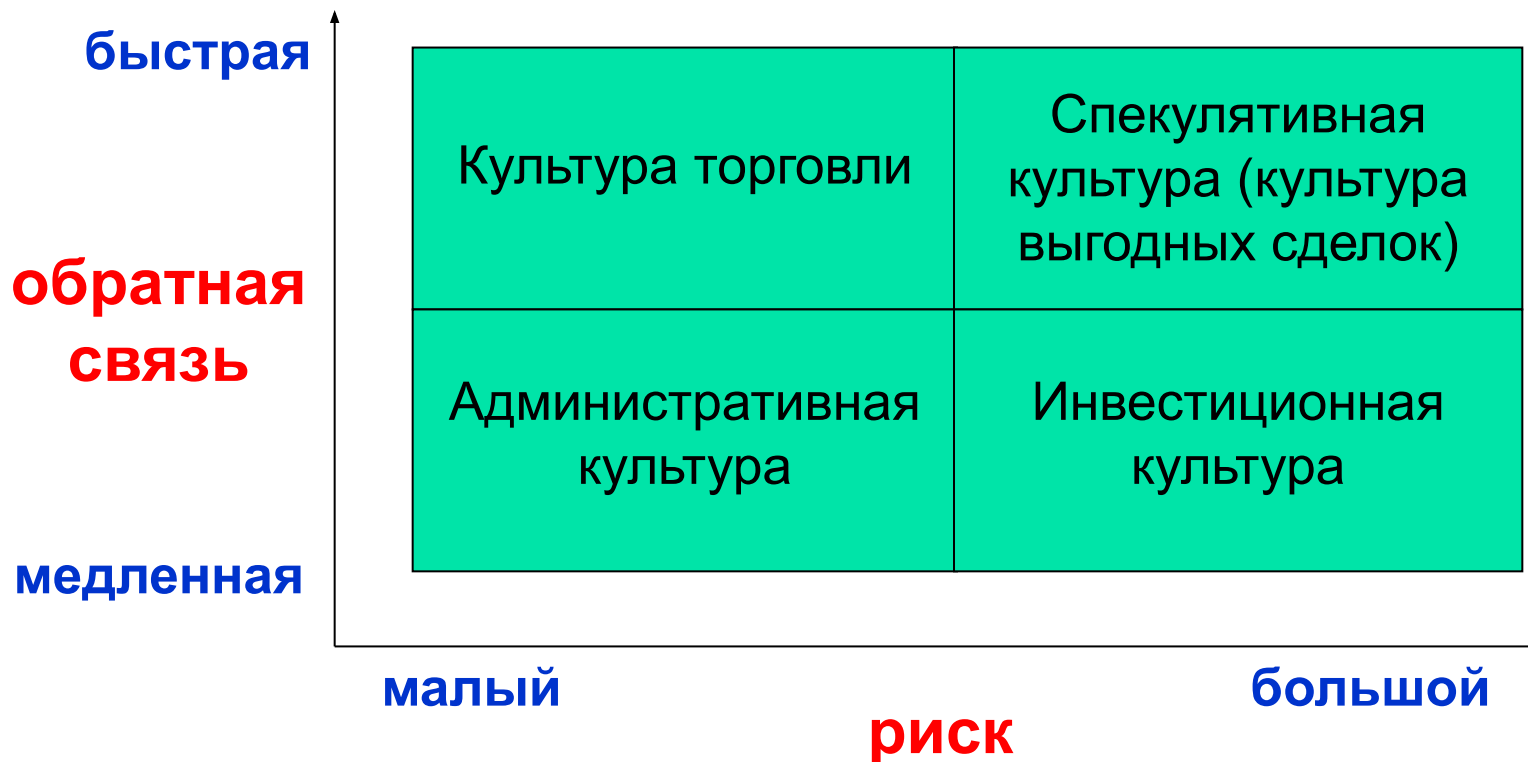 быстрая
Культура торговли
Спекулятивная
культура (культура
выгодных сделок)
обратная
связь
Административная
культура
Инвестиционная
культура
медленная
малый
большой
риск